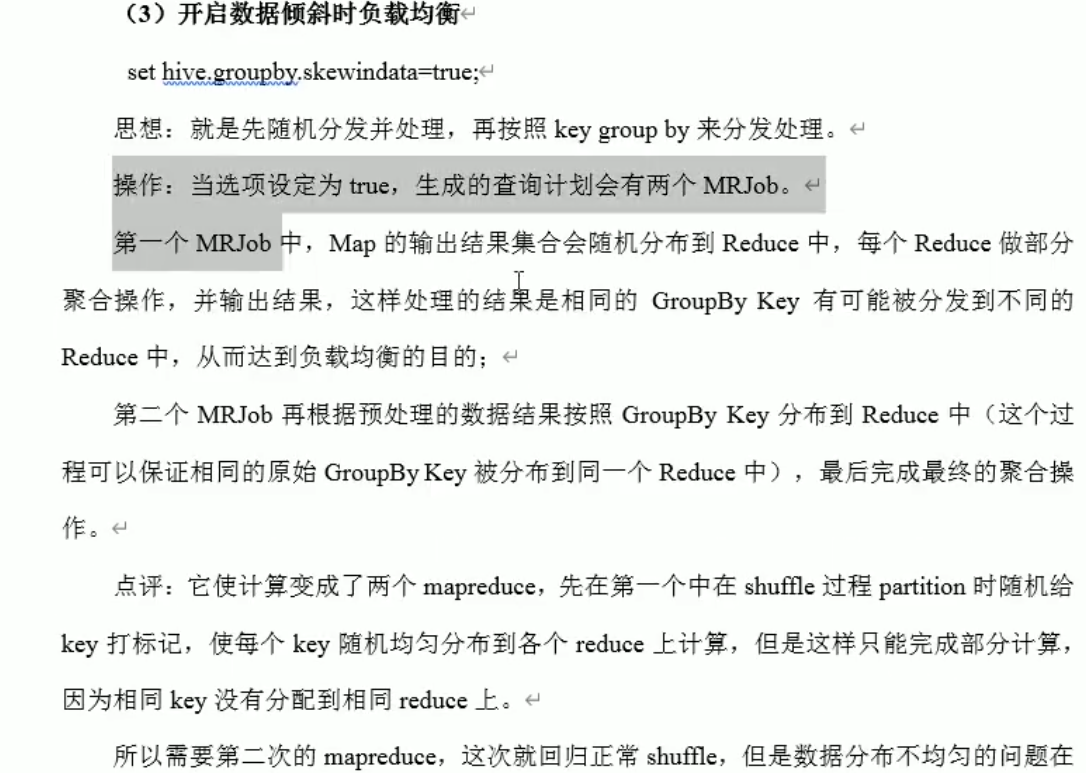 （3）开启数据倾斜时负载均衡
set hive.groupby.skewindata=true;
思想：就是先随机分发并处理，再按照 key group by 来分发处理。
操作：当选项设定为 true，生成的查询计划会有两个 MRJob。
第一个 MRJob 中，Map 的输出结果集合会随机分布到 Reduce 中，每个 Reduce 做部分
聚合操作，并输出结果，这样处理的结果是相同的 GroupBy Key 有可能被分发到不同的
Reduce 中，从而达到负载均衡的目的；
第二个 MRJob 再根据预处理的数据结果按照 GroupBy Key 分布到 Reduce 中（这个过
程可以保证相同的原始 GroupBy Key 被分布到同一个 Reduce 中），最后完成最终的聚合操
作。
点评：它使计算变成了两个 mapreduce，先在第一个中在 shuffle 过程 partition 时随机给
key 打标记，使每个 key 随机均匀分布到各个 reduce 上计算，但是这样只能完成部分计算，
因为相同 key 没有分配到相同 reduce 上。
所以需要第二次的 mapreduce，这次就回归正常 shuffle，但是数据分布不均匀的问题在